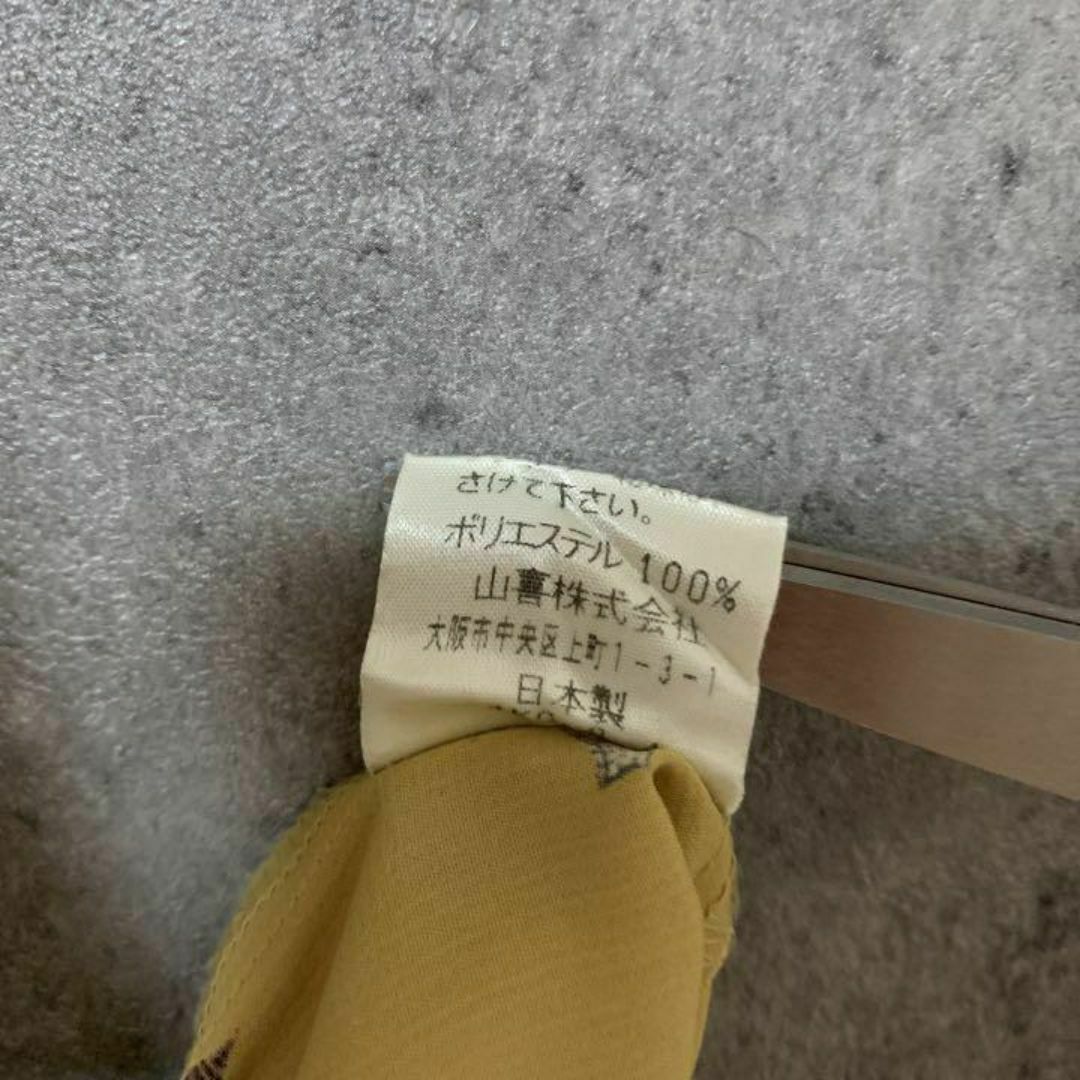 さけて下さい。
ポリエステル 100%
山喜株式会社
大阪市中央区上町1-3-1
日本製